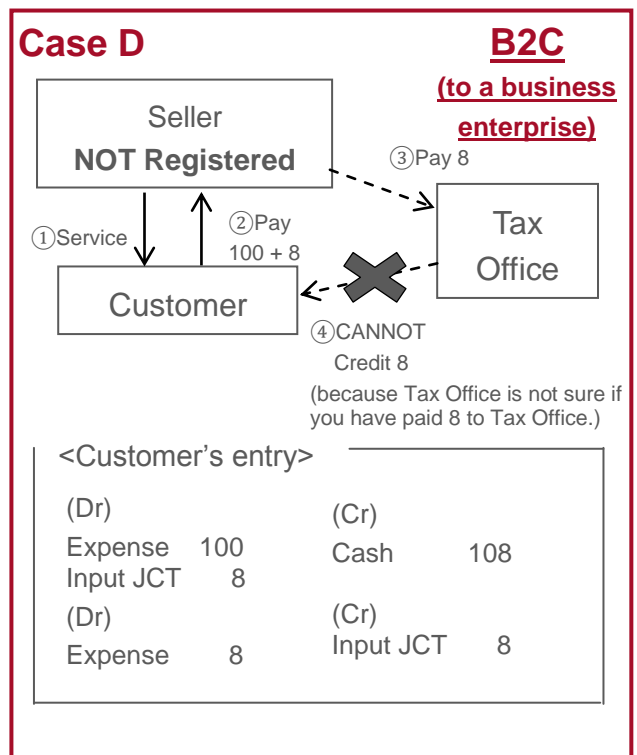 Case D
B2C
(to a business
enterprise)
Seller
NOT Registered
③Pay 8
①Service
②Pay
100 + 8
Tax
Office
Customer
④CANNOT
Credit 8
(because Tax Office is not sure if
you have paid 8 to Tax Office.)
<Customer’s entry>
(Dr) (Cr)
Expense 100 Cash 108
Input JCT 8
(Dr) (Cr)
Expense 8 Input JCT 8